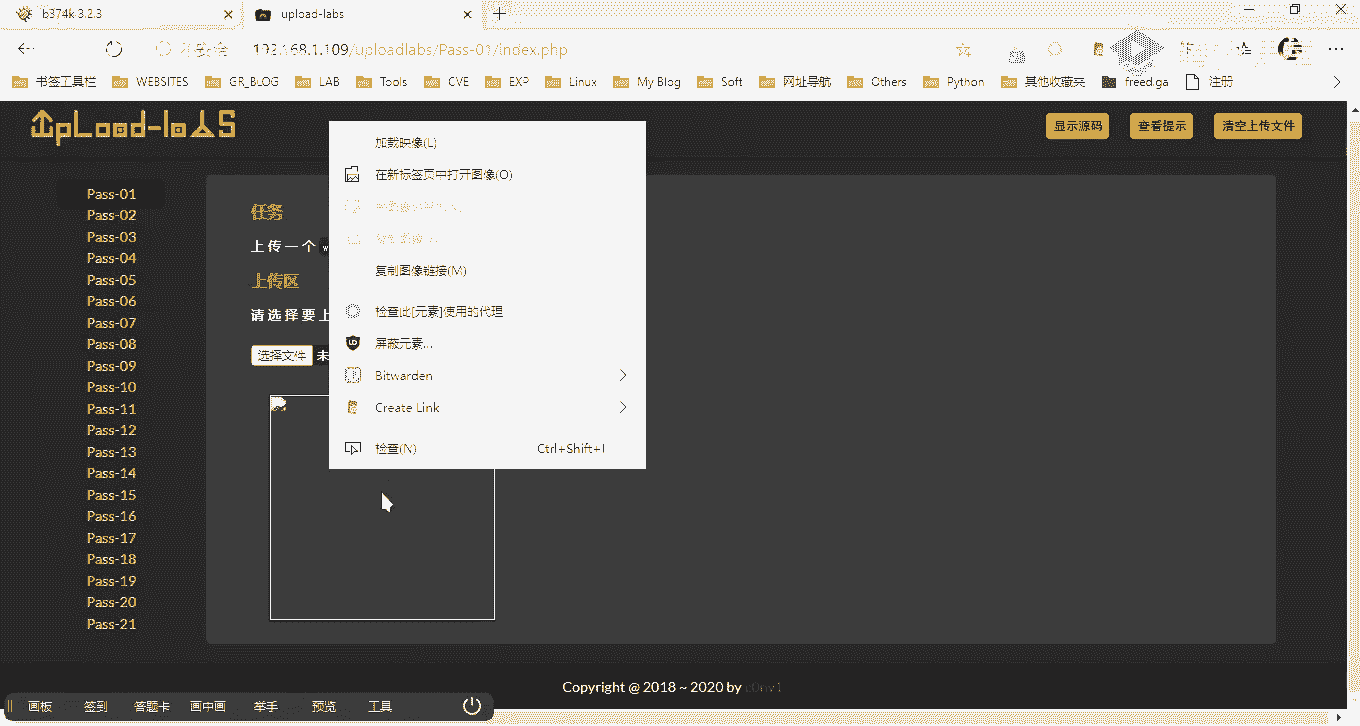 b374k 3.2.3
upload-labs
不安全
192.168.1.109/uploadlabs/Pass-01/index.php
书签工具栏 WEBSITES GR_BLOG LAB Tools CVE EXP Linux My Blog Soft 网址导航 Others Python 其他收藏夹 freed.ga 注册
UpLoad-labS
显示源码 查看提示 清空上传文件
Pass-01
Pass-02
Pass-03
Pass-04
Pass-05
Pass-06
Pass-07
Pass-08
Pass-09
Pass-10
Pass-11
Pass-12
Pass-13
Pass-14
Pass-15
Pass-16
Pass-17
Pass-18
Pass-19
Pass-20
Pass-21
任务
上传一个 w
上传区
请选择要上
选择文件 未
加载映像(L)
在新标签页中打开图像(O)
复制图像链接(M)
检查此[元素]使用的代理
屏蔽元素...
Bitwarden
Create Link
检查(N) Ctrl+Shift+I
Copyright @ 2018 ~ 2020 by c0ny1
画板 签到 答题卡 画中画 举手 预览 工具